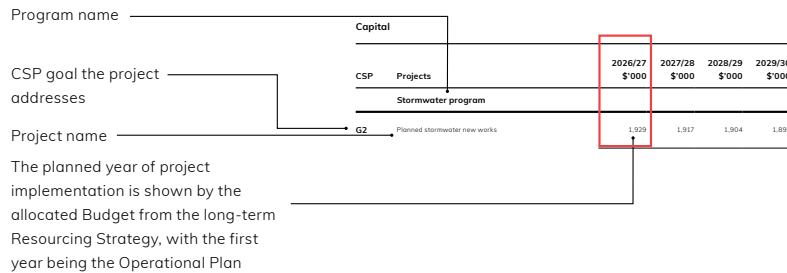 Program name
Capital
2026/27 2027/28 2028/29 2029/30
CSP goal the project
addresses
CSP Projects $'000 $'000 $'000 $'000
Stormwater program
Project name
G2 Planned stormwater new works 1,929 1,917 1,904
The planned year of project
implementation is shown by the
allocated Budget from the long-term
Resourcing Strategy, with the first
year being the Operational Plan